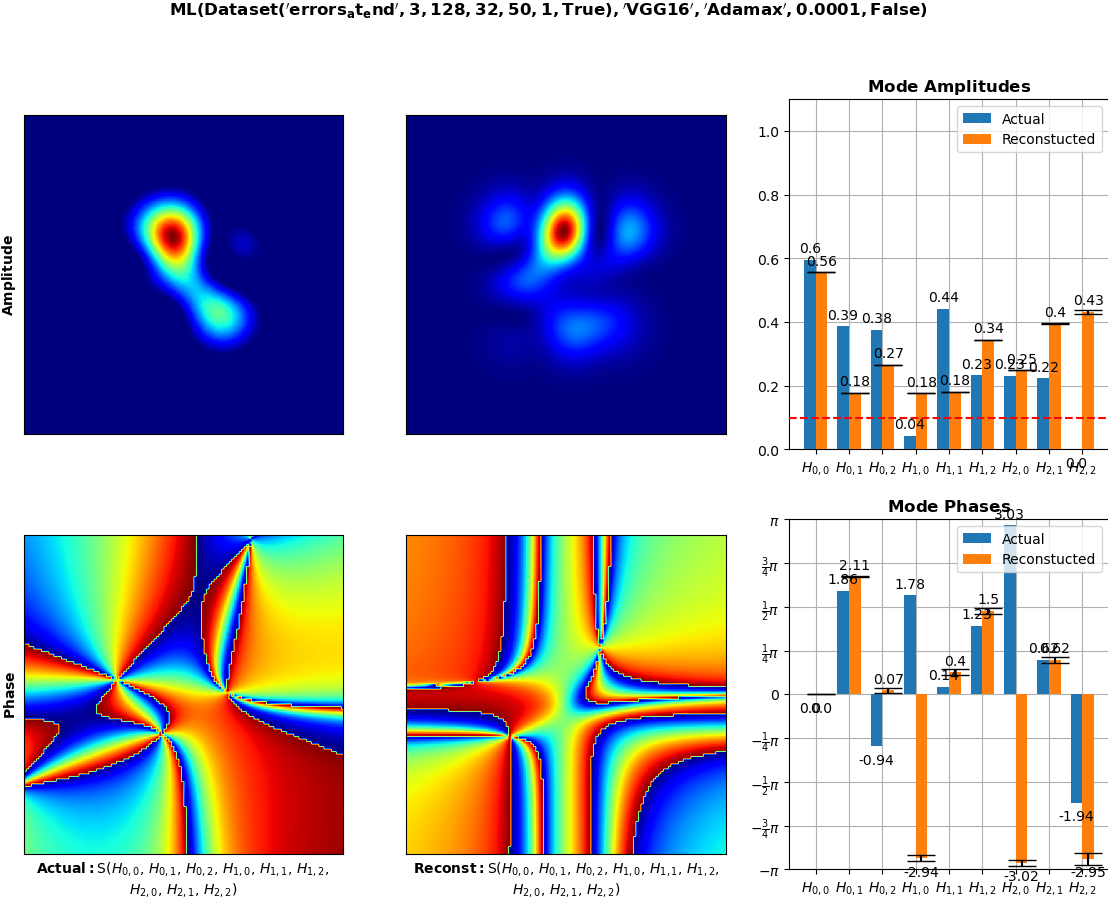 ML(Dataset('errors_at_end', 3, 128, 32, 50, 1, True), 'VGG16', 'Adamax', 0.0001, False)
Amplitude
Mode Amplitudes
Actual
Reconstucted
1.0
0.8
0.6
0.4
0.2
0.0
0.6
0.56
0.39
0.18
0.38
0.27
0.04
0.18
0.44
0.18
0.23
0.34
0.23
0.25
0.22
0.4
0.0
0.43
H0,0 H0,1 H0,2 H1,0 H1,1 H1,2 H2,0 H2,1 H2,2
Phase
Actual: S(H0,0, H0,1, H0,2, H1,0, H1,1, H1,2,
H2,0, H2,1, H2,2)
Reconst: S(H0,0, H0,1, H0,2, H1,0, H1,1, H1,2,
H2,0, H2,1, H2,2)
Mode Phases
Actual
Reconstucted
π
3/4π
1/2π
1/4π
0
−1/4π
−1/2π
−3/4π
−π
0.0
0.0
1.86
2.11
-0.94
0.07
1.78
-2.94
0.14
0.4
1.23
1.5
3.03
-3.02
0.62
0.62
-1.94
-2.95
H0,0 H0,1 H0,2 H1,0 H1,1 H1,2 H2,0 H2,1 H2,2